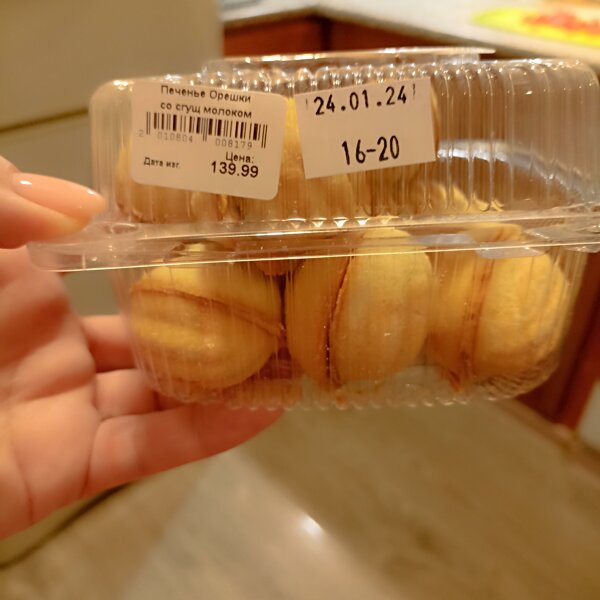 Печенье Орешки
со сгущ молоком
2 010804 008179
Дата изг. Цена:
139.99
24.01.24
16-20